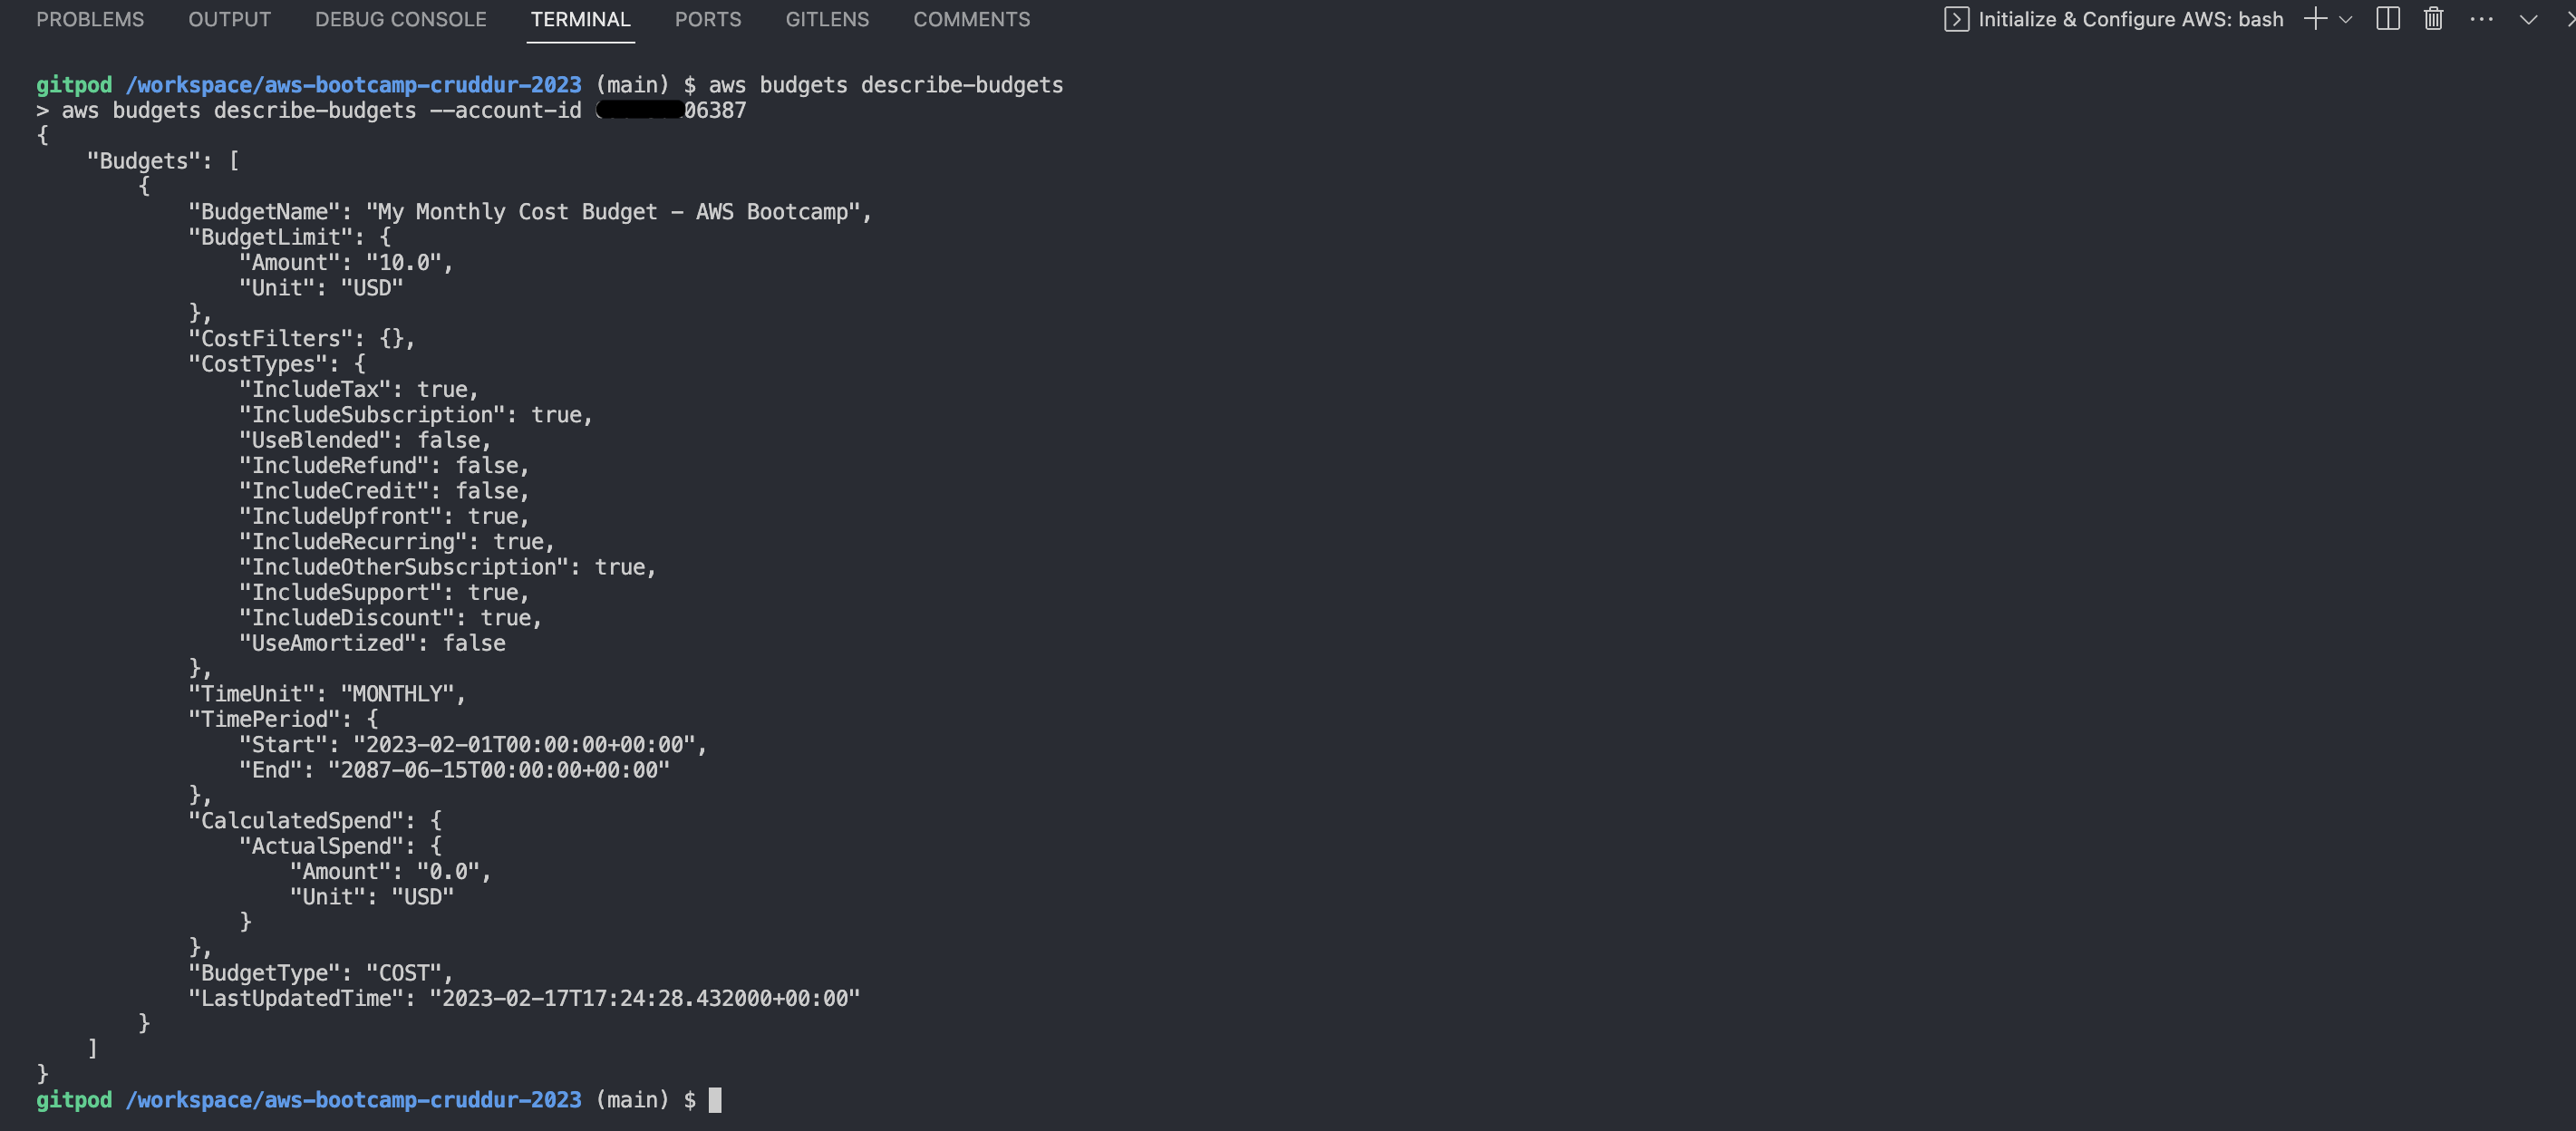 PROBLEMS OUTPUT DEBUG CONSOLE TERMINAL PORTS GITLENS COMMENTS Initialize & Configure AWS: bash
gitpod /workspace/aws-bootcamp-cruddur-2023 (main) $ aws budgets describe-budgets
> aws budgets describe-budgets --account-id 06387
{
    "Budgets": [
        {
            "BudgetName": "My Monthly Cost Budget - AWS Bootcamp",
            "BudgetLimit": {
                "Amount": "10.0",
                "Unit": "USD"
            },
            "CostFilters": {},
            "CostTypes": {
                "IncludeTax": true,
                "IncludeSubscription": true,
                "UseBlended": false,
                "IncludeRefund": false,
                "IncludeCredit": false,
                "IncludeUpfront": true,
                "IncludeRecurring": true,
                "IncludeOtherSubscription": true,
                "IncludeSupport": true,
                "IncludeDiscount": true,
                "UseAmortized": false
            },
            "TimeUnit": "MONTHLY",
            "TimePeriod": {
                "Start": "2023-02-01T00:00:00+00:00",
                "End": "2087-06-15T00:00:00+00:00"
            },
            "CalculatedSpend": {
                "ActualSpend": {
                    "Amount": "0.0",
                    "Unit": "USD"
                }
            },
            "BudgetType": "COST",
            "LastUpdatedTime": "2023-02-17T17:24:28.432000+00:00"
        }
    ]
}
gitpod /workspace/aws-bootcamp-cruddur-2023 (main) $